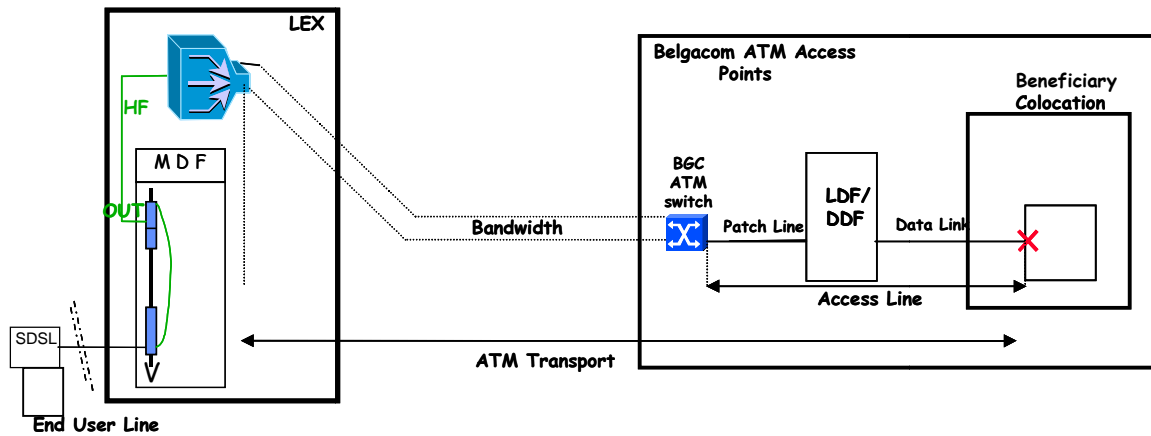 LEX
Belgacom ATM Access
Points
Beneficiary
Colocation
HF
M D F
BGC
ATM
switch
LDF/
DDF
OUT
Bandwidth
Patch Line
Data Link
Access Line
SDSL
ATM Transport
V
End User Line